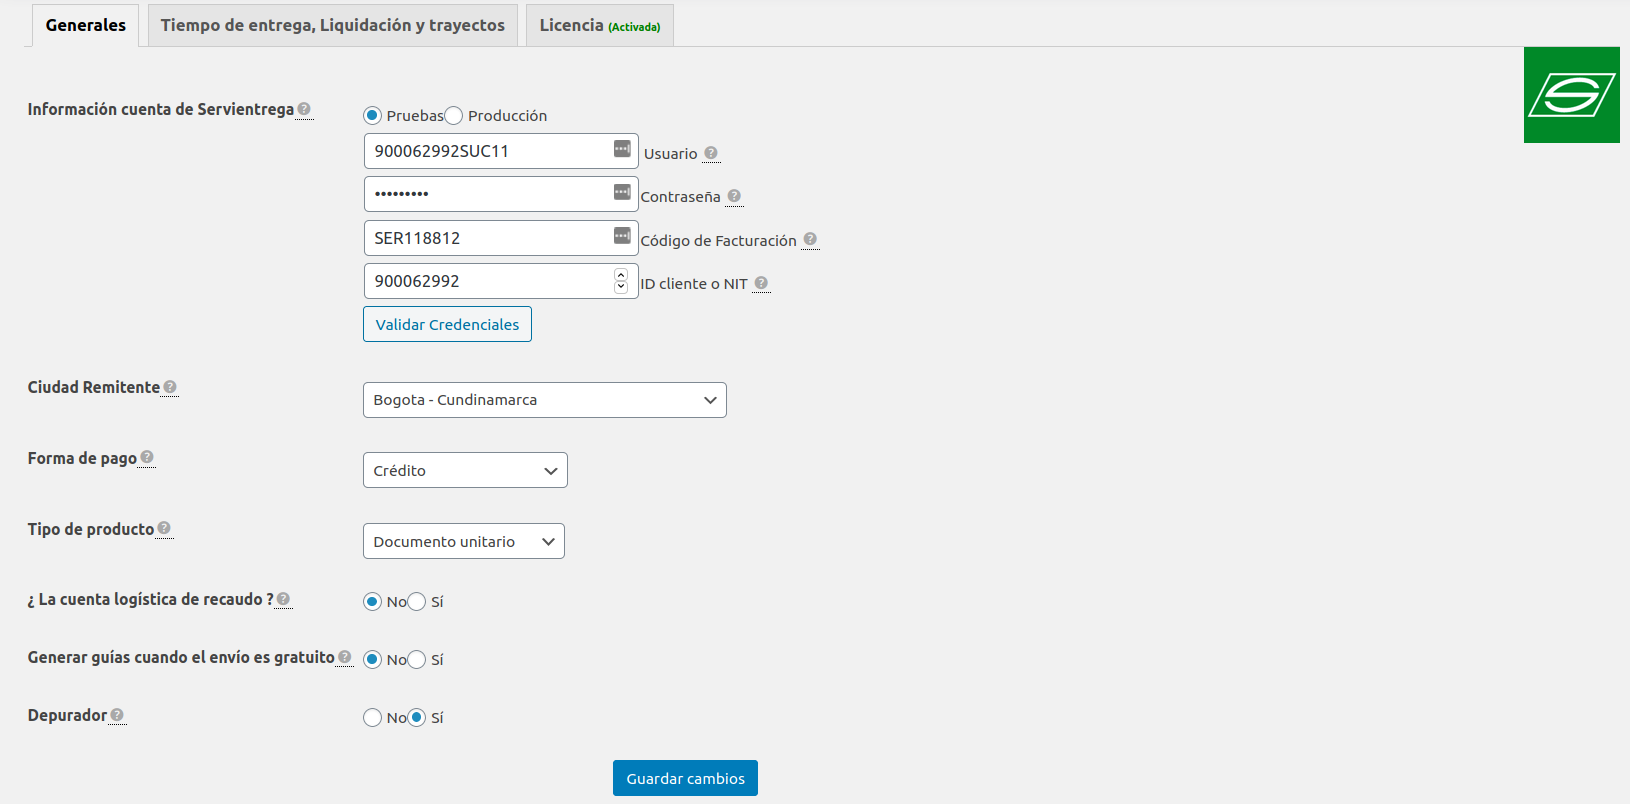 Generales
Tiempo de entrega, Liquidación y trayectos
Licencia (Activada)
Información cuenta de Servientrega ?
Pruebas Producción
900062992SUC11 Usuario ?
••••••••• Contraseña ?
SER118812 Código de Facturación ?
900062992 ID cliente o NIT ?
Validar Credenciales
Ciudad Remitente ?
Bogota - Cundinamarca
Forma de pago ?
Crédito
Tipo de producto ?
Documento unitario
¿ La cuenta logística de recaudo ? ?
No Sí
Generar guías cuando el envío es gratuito ?
No Sí
Depurador ?
No Sí
Guardar cambios